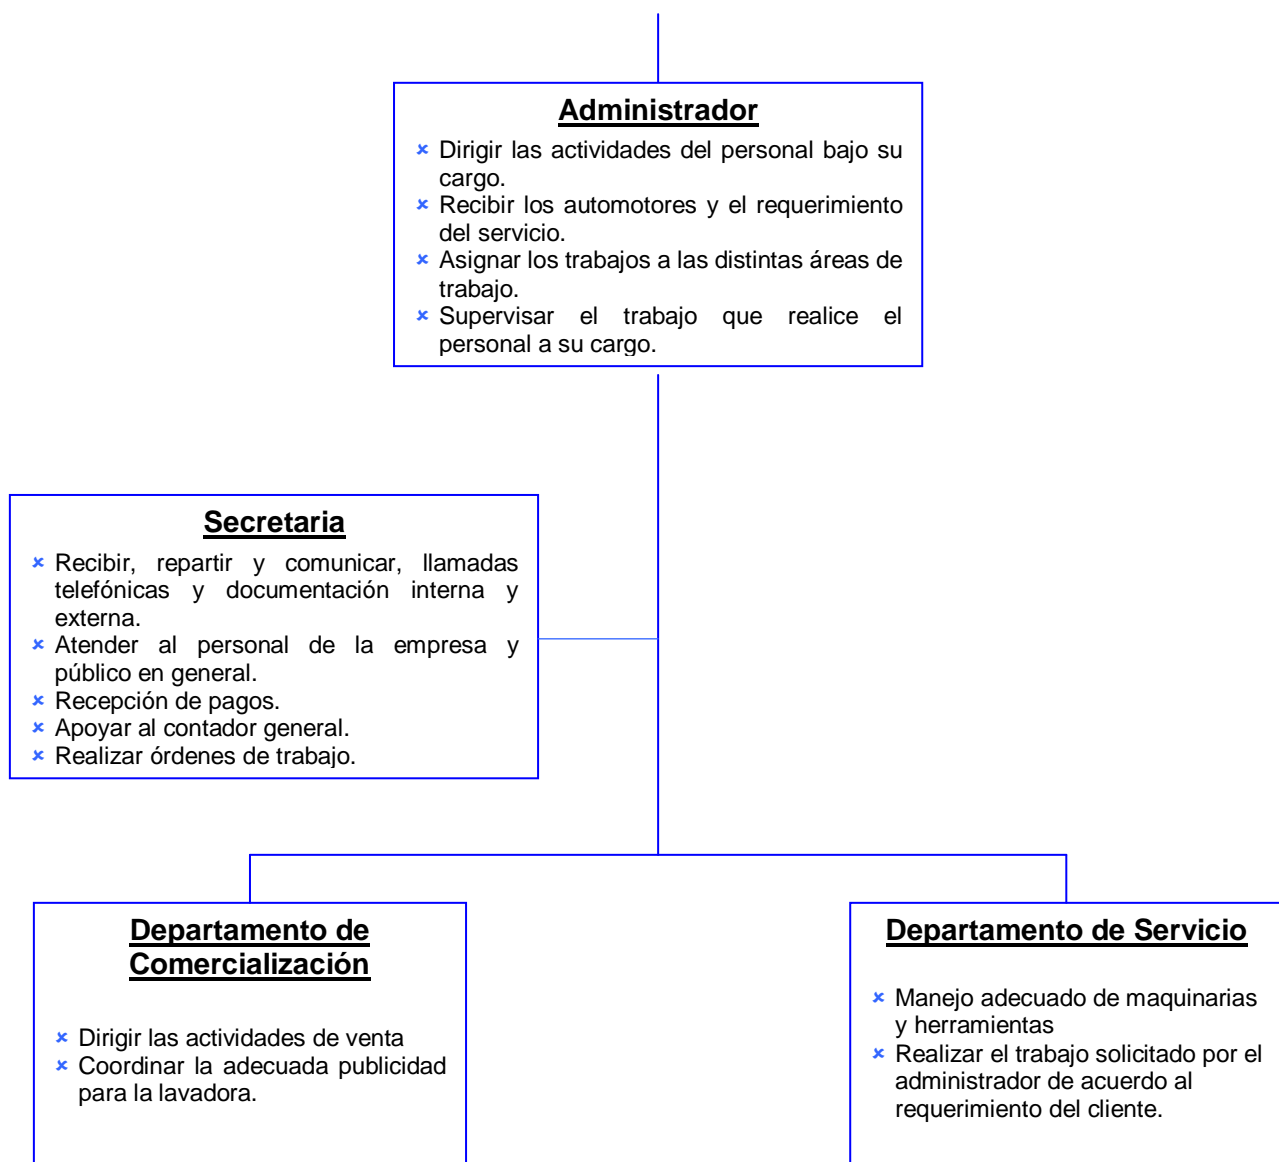 Administrador
× Dirigir las actividades del personal bajo su
cargo.
× Recibir los automotores y el requerimiento
del servicio.
× Asignar los trabajos a las distintas áreas de
trabajo.
× Supervisar el trabajo que realice el
personal a su cargo.
Secretaria
× Recibir, repartir y comunicar, llamadas
telefónicas y documentación interna y
externa.
× Atender al personal de la empresa y
público en general.
× Recepción de pagos.
× Apoyar al contador general.
× Realizar órdenes de trabajo.
Departamento de
Comercialización
× Dirigir las actividades de venta
× Coordinar la adecuada publicidad
para la lavadora.
Departamento de Servicio
× Manejo adecuado de maquinarias
y herramientas
× Realizar el trabajo solicitado por el
administrador de acuerdo al
requerimiento del cliente.